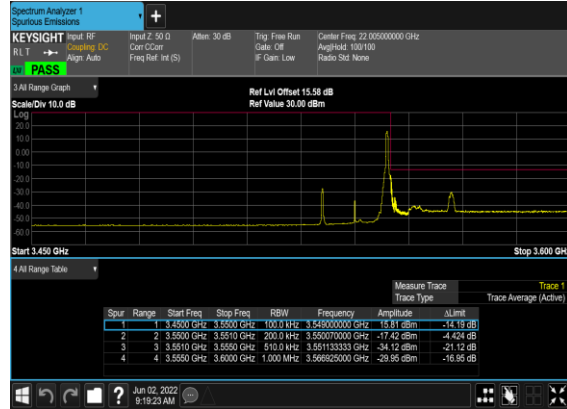 Spectrum Analyzer 1
Spurious Emissions
+
KEYSIGHT Input: RF Input Z: 50 Ω Atten: 30 dB Trig: Free Run Center Freq: 22.005000000 GHz
RLT Coupling: DC Corr CCorr Gate: Off Avg|Hold: 100/100
Align: Auto Freq Ref: Int (S) IF Gain: Low Radio Std: None
PASS
3 All Range Graph
Ref Lvl Offset 15.58 dB
Scale/Div 10.0 dB Ref Value 30.00 dBm
Log
20.0
10.0
0.00
-10.0
-20.0
-30.0
-40.0
-50.0
-60.0
Start 3.450 GHz Stop 3.600 GHz
4 All Range Table
Measure Trace Trace 1
Trace Type Trace Average (Active)
Spur Range Start Freq Stop Freq RBW Frequency Amplitude ΔLimit
1 1 3.4500 GHz 3.5500 GHz 100.0 kHz 3.549000000 GHz 15.81 dBm -14.19 dB
2 2 3.5500 GHz 3.5510 GHz 200.0 kHz 3.550070000 GHz -17.42 dBm -4.424 dB
3 3 3.5510 GHz 3.5550 GHz 510.0 kHz 3.551133333 GHz -34.12 dBm -21.12 dB
4 4 3.5550 GHz 3.6000 GHz 1.000 MHz 3.566925000 GHz -29.95 dBm -16.95 dB
? Jun 02, 2022
9:19:23 AM